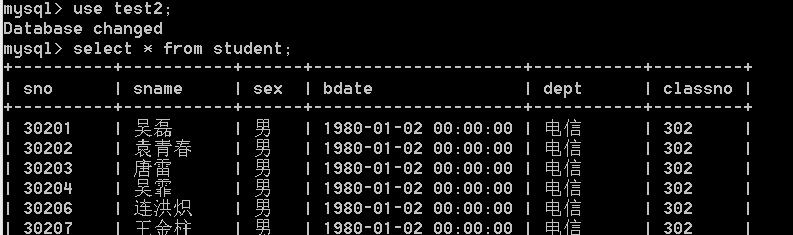 mysql> use test2;
Database changed
mysql> select * from student;
+----------+----------+------+---------------------+----------+---------+
| sno | sname | sex | bdate | dept | classno |
+----------+----------+------+---------------------+----------+---------+
| 30201 | 吴磊 | 男 | 1980-01-02 00:00:00 | 电信 | 302 |
| 30202 | 袁青春 | 男 | 1980-01-02 00:00:00 | 电信 | 302 |
| 30203 | 唐雷 | 男 | 1980-01-02 00:00:00 | 电信 | 302 |
| 30204 | 吴霏 | 男 | 1980-01-02 00:00:00 | 电信 | 302 |
| 30206 | 连洪炽 | 男 | 1980-01-02 00:00:00 | 电信 | 302 |
| 30207 | 王金柱 | 男 | 1980-01-02 00:00:00 | 电信 | 302 |